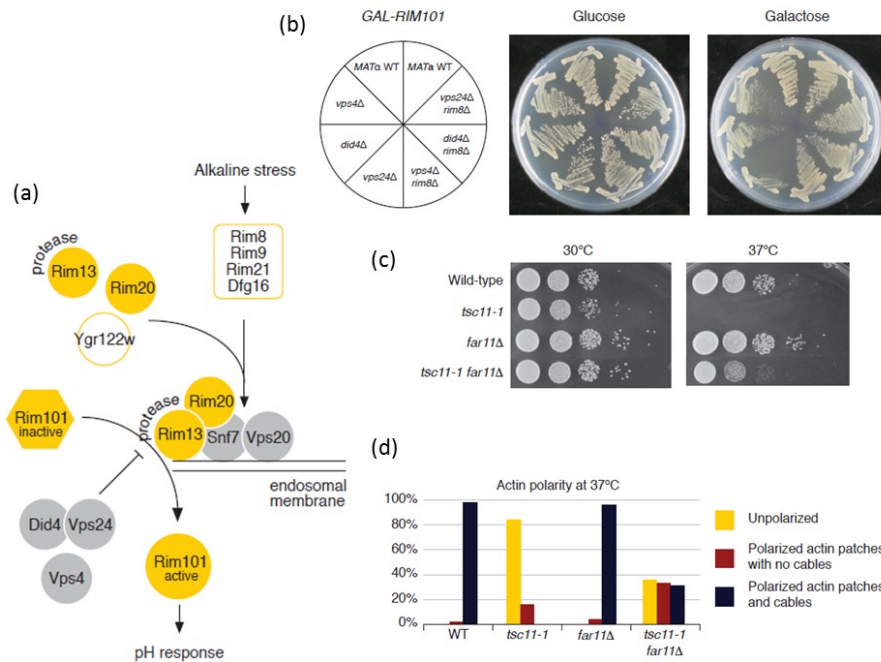 (a)
Alkaline stress
Rim8
Rim9
Rim21
Dfg16
protease
Rim13
Rim20
Ygr122w
Rim101
inactive
protease
Rim20
Rim13
Snf7
Vps20
endosomal
membrane
Did4
Vps24
Vps4
Rim101
active
pH response
(b)
GAL-RIM101
Glucose
Galactose
MATα WT
MATa WT
vps4Δ
vps24Δ
rim8Δ
did4Δ
did4Δ
rim8Δ
vps24Δ
vps4Δ
rim8Δ
(c)
30°C
37°C
Wild-type
tsc11-1
far11Δ
tsc11-1 far11Δ
(d)
Actin polarity at 37°C
100%
80%
60%
40%
20%
0%
WT
tsc11-1
far11Δ
tsc11-1
far11Δ
Unpolarized
Polarized actin patches
with no cables
Polarized actin patches
and cables